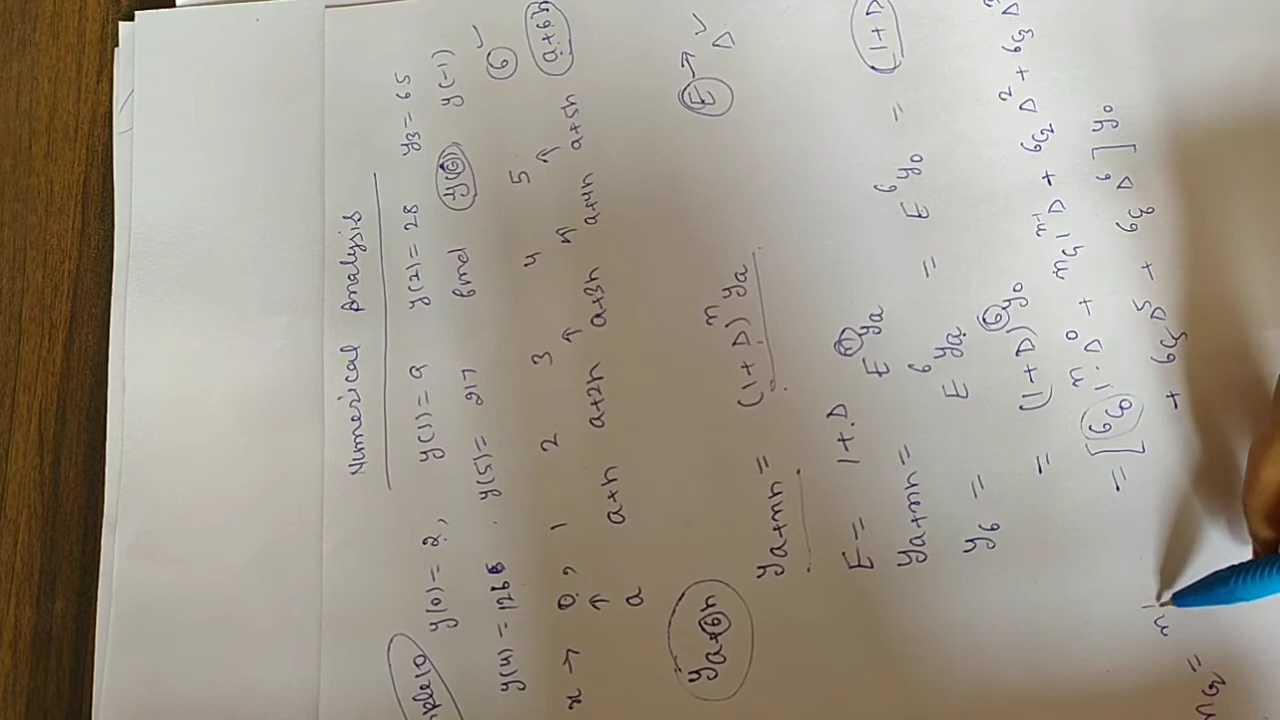 Numerical Analysis
y(0) = 2, y(1) = 9 y(2) = 28 y3 = 65
y(4) = 126 y(5) = 217 find y(6) y(-1)
x → 0, 1 2 3 4 5 6
a a+h a+2h a+3h a+4h a+5h a+6h
ya+6h E → Δ
ya+nh = (1+Δ)^n ya
E = 1+Δ
ya+nh = E^n ya
y6 = E^6 ya = E^6 y0 = (1+Δ
= (1+Δ)^6 y0
= [6C0 1^n . Δ^0 + nC1 1^n-1 Δ + 6C2 Δ^2 + 6C3 Δ
+ 6C5 Δ^5 + 6C6 Δ^6] y0